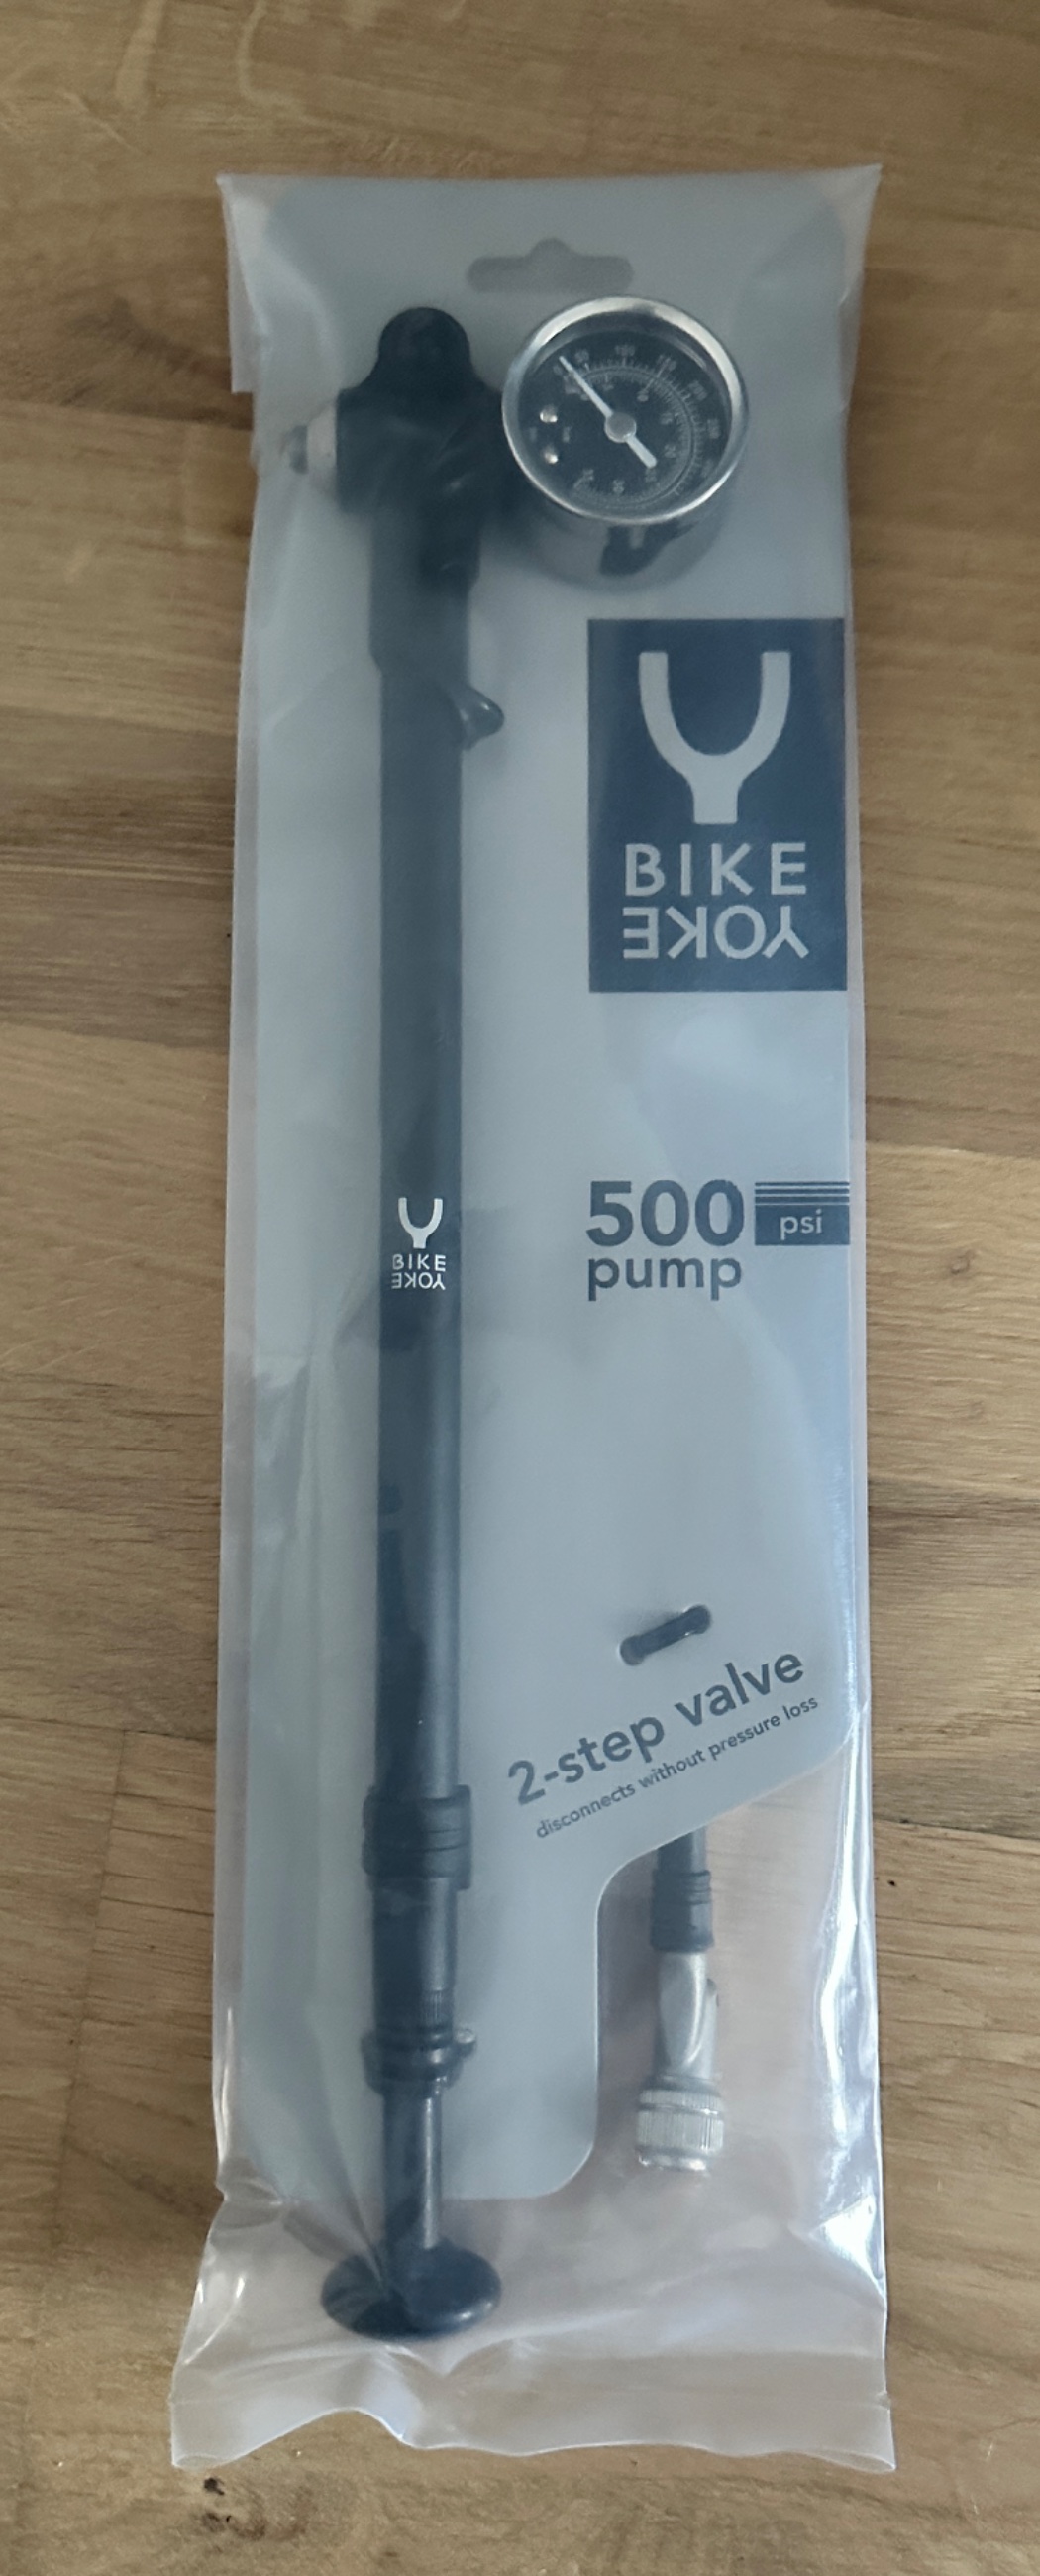 BIKE
YOKE
500 psi
pump
BIKE
YOKE
2-step valve
disconnects without pressure loss